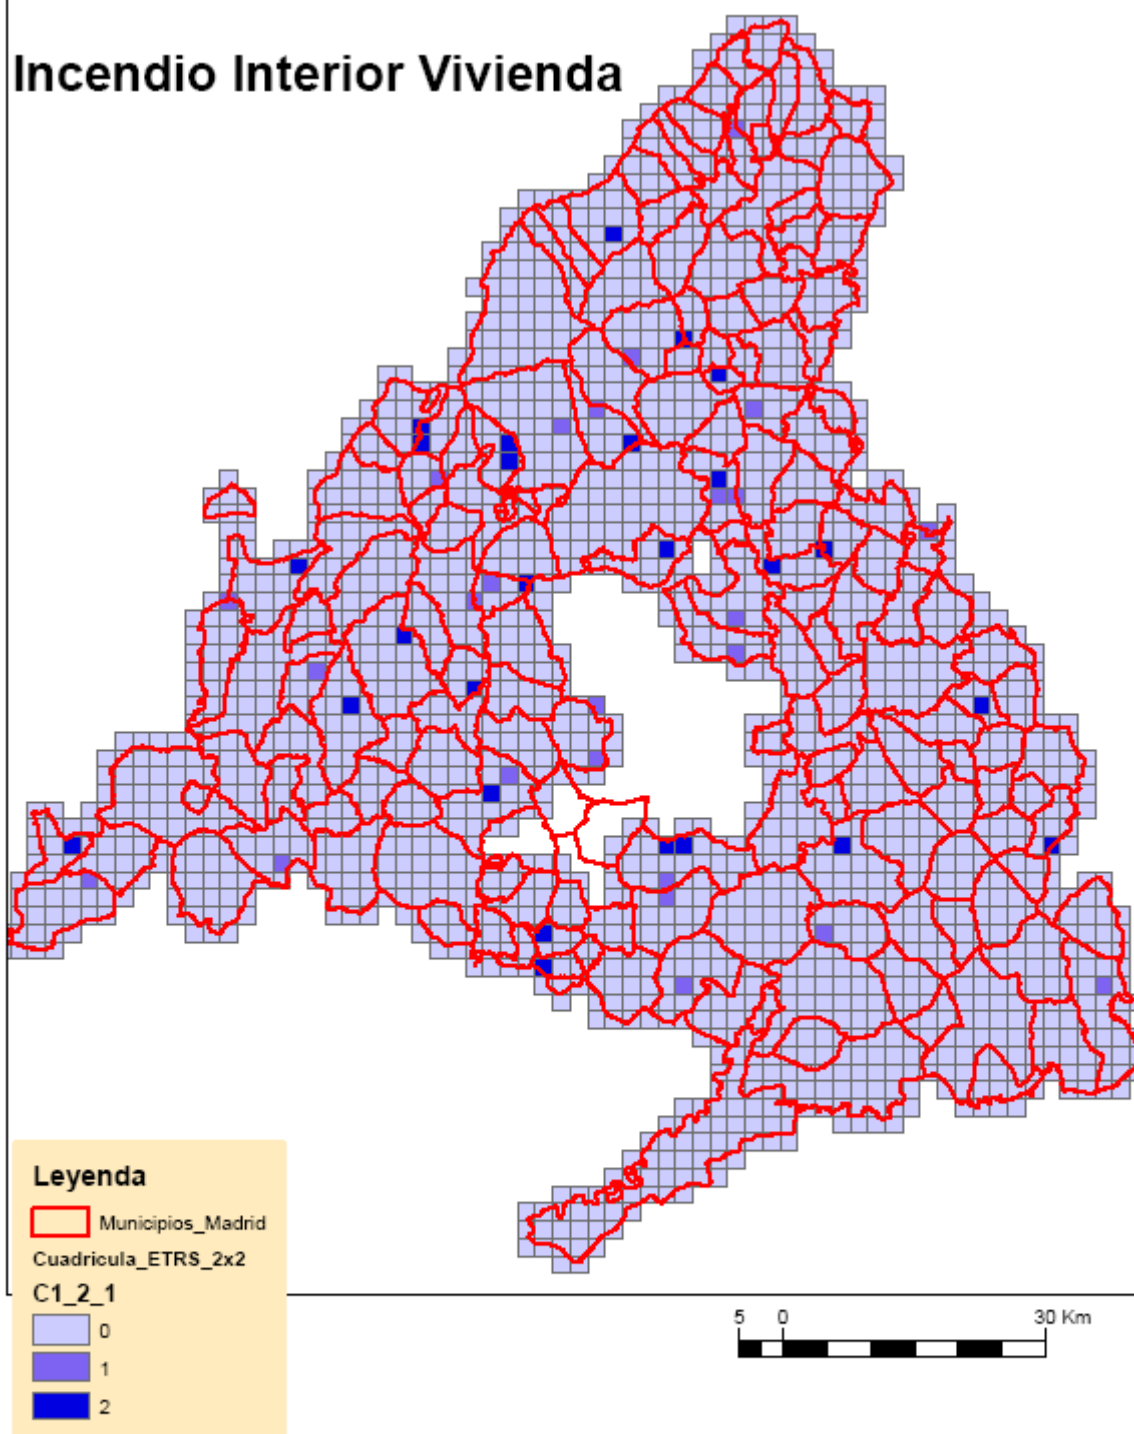 Incendio Interior Vivienda
Leyenda
Municipios_Madrid
Cuadricula_ETRS_2x2
C1_2_1
0
1
2
5 0 30 Km